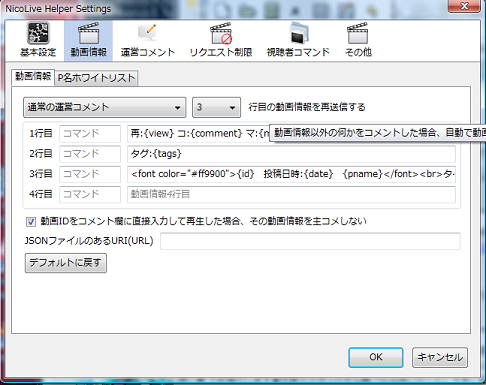 NicoLive Helper Settings
基本設定 動画情報 運営コメント リクエスト制限 視聴者コマンド その他
動画情報 P名ホワイトリスト
通常の運営コメント 3 行目の動画情報を再送信する
1行目 コマンド 再:{view} コ:{comment} マ:{m
動画情報以外の何かをコメントした場合、自動で動画
2行目 コマンド タグ:{tags}
3行目 コマンド <font color="#ff9900">{id} 投稿日時:{date} {pname}</font><br>タ
4行目 コマンド 動画情報4行目
動画IDをコメント欄に直接入力して再生した場合、その動画情報を主コメしない
JSONファイルのあるURI(URL)
デフォルトに戻す
OK キャンセル